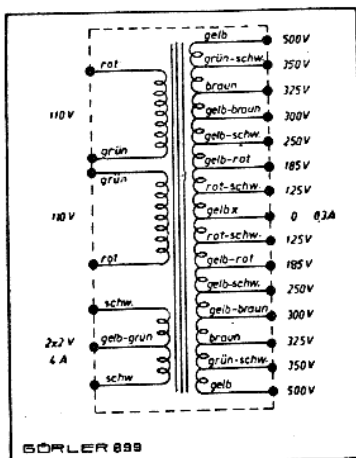 gelb 500V
rot grün-schw. 350V
braun 325V
110V gelb-braun 300V
gelb-schw. 250V
grün gelb-rot 185V
grün rot-schw. 125V
gelb x 0 0,3A
110V rot-schw. 125V
rot gelb-rot 185V
gelb-schw. 250V
schw. gelb-braun 300V
2x2V gelb-grün braun 325V
4A grün-schw. 350V
schw gelb 500V
GÖRLER 899